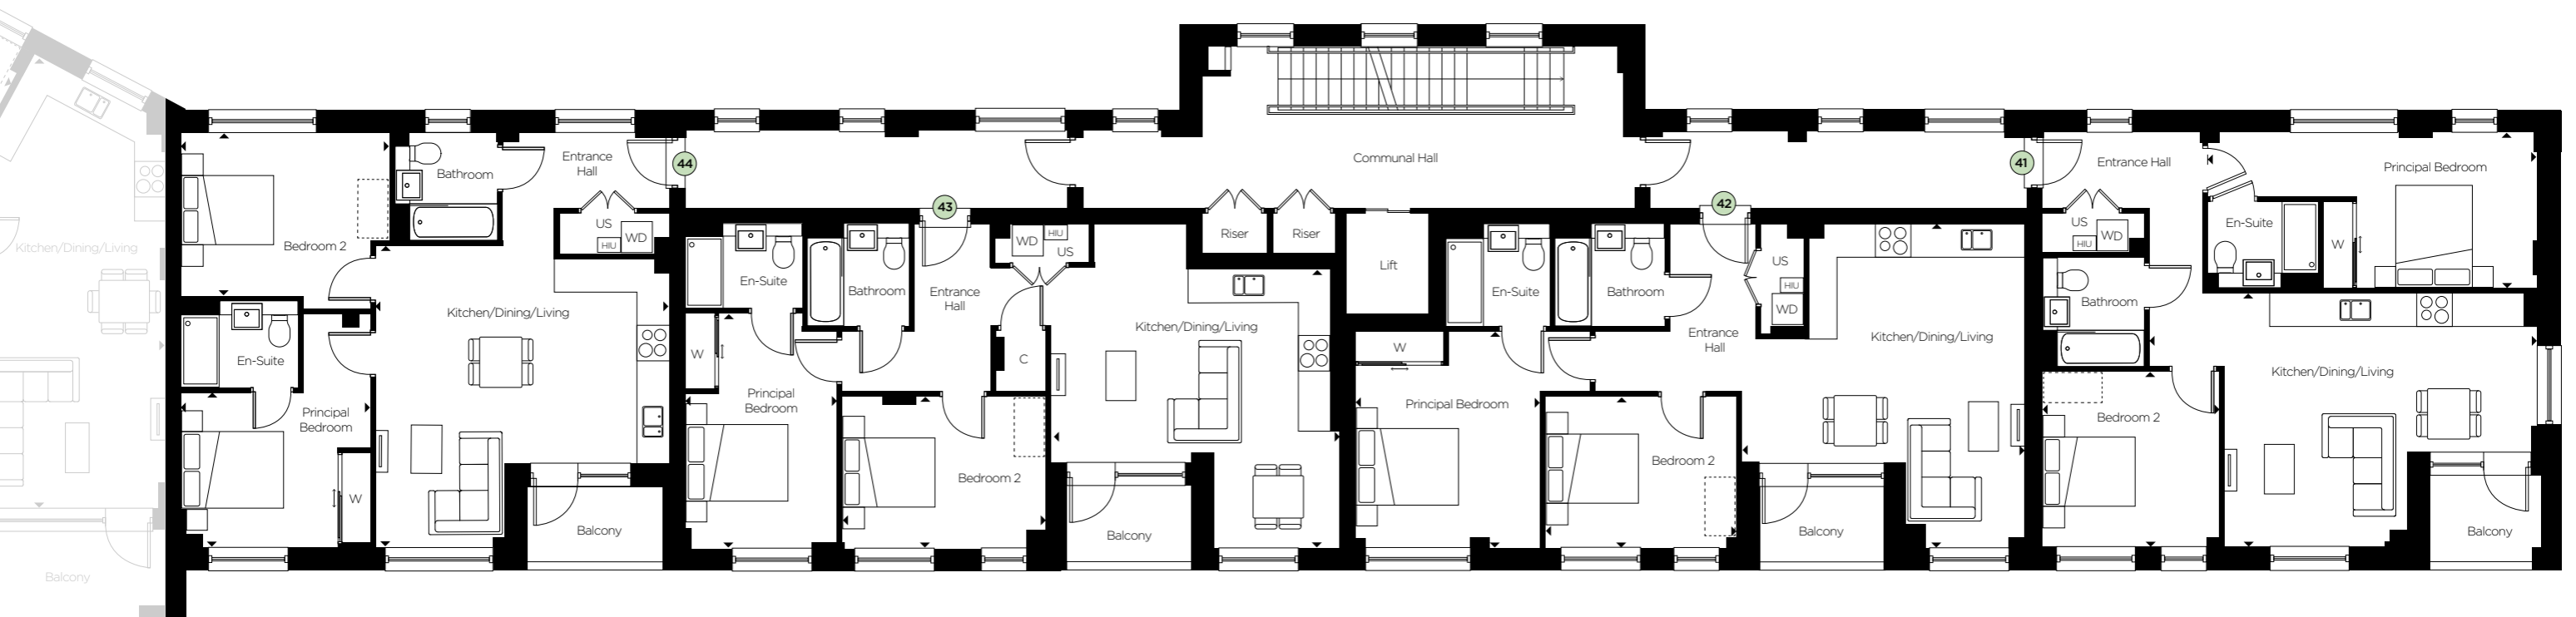 Kitchen/Dining/Living
Balcony
44
Bedroom 2
Bathroom
Entrance
Hall
US
HIU
WD
Kitchen/Dining/Living
En-Suite
Principal
Bedroom
W
Balcony
43
En-Suite
Bathroom
Entrance
Hall
WD
HIU
US
W
C
Principal
Bedroom
Bedroom 2
Kitchen/Dining/Living
Balcony
Communal Hall
Riser
Riser
Lift
42
En-Suite
Bathroom
Entrance
Hall
US
HIU
WD
W
Principal Bedroom
Bedroom 2
Kitchen/Dining/Living
Balcony
41
Entrance Hall
US
HIU
WD
En-Suite
W
Principal Bedroom
Bathroom
Bedroom 2
Kitchen/Dining/Living
Balcony